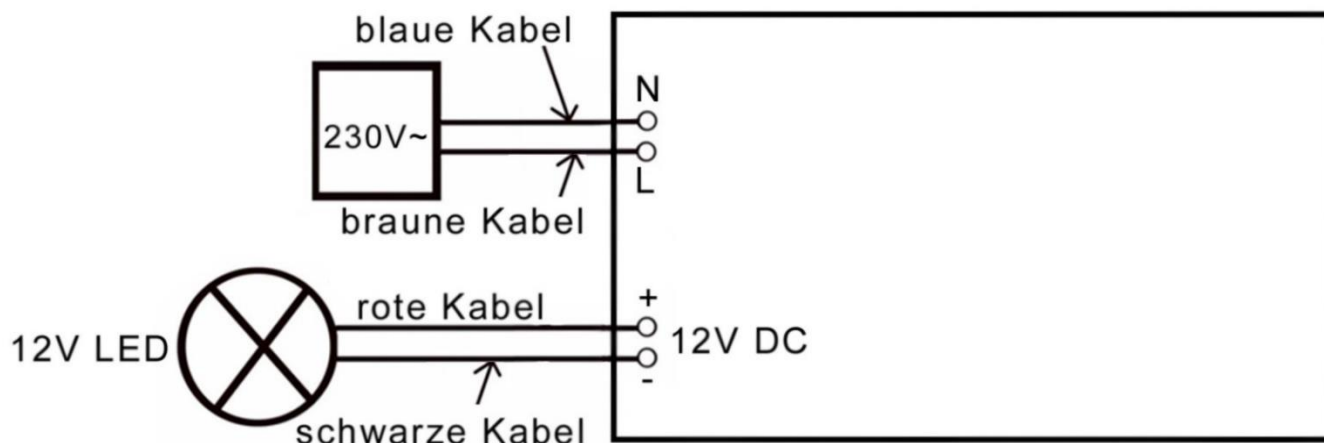 blaue Kabel
N
230V~
L
braune Kabel
rote Kabel
+
12V LED
12V DC
-
schwarze Kabel